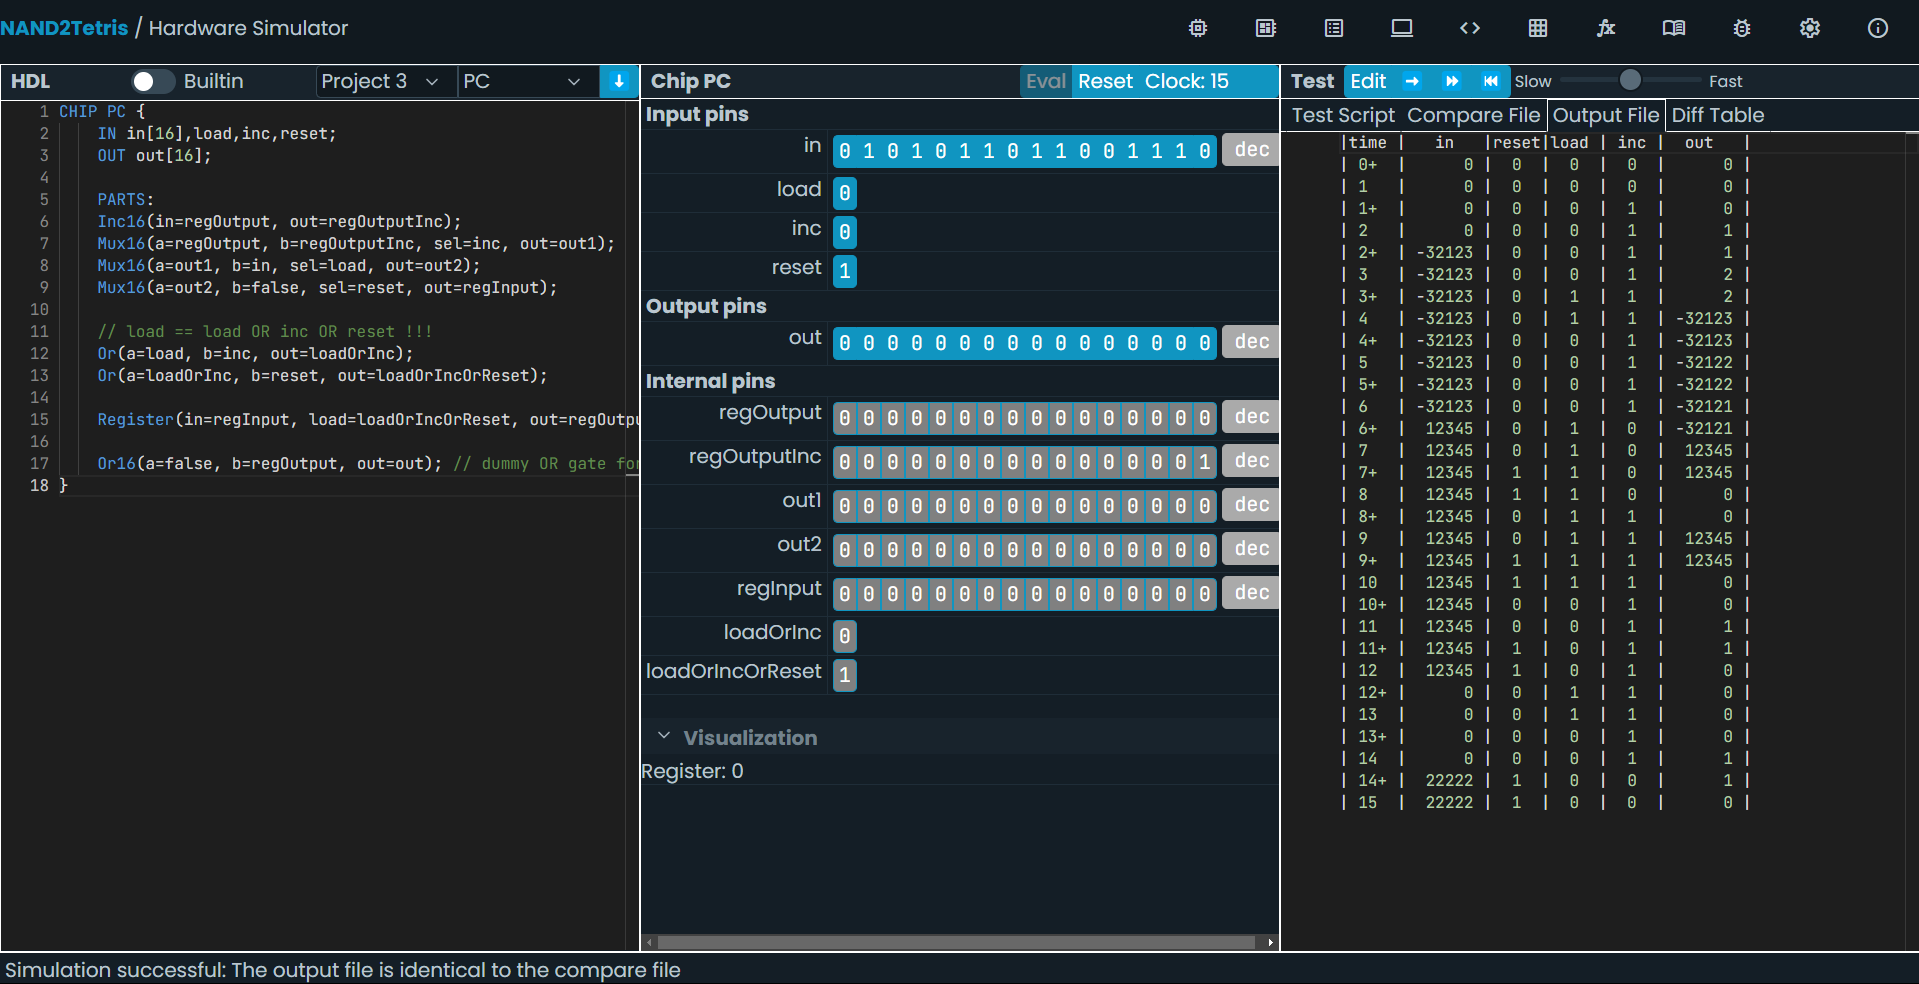 NAND2Tetris / Hardware Simulator
HDL Builtin Project 3 PC
1 CHIP PC {
2 IN in[16],load,inc,reset;
3 OUT out[16];
4
5 PARTS:
6 Inc16(in=regOutput, out=regOutputInc);
7 Mux16(a=regOutput, b=regOutputInc, sel=inc, out=out1);
8 Mux16(a=out1, b=in, sel=load, out=out2);
9 Mux16(a=out2, b=false, sel=reset, out=regInput);
10
11 // load == load OR inc OR reset !!!
12 Or(a=load, b=inc, out=loadOrInc);
13 Or(a=loadOrInc, b=reset, out=loadOrIncOrReset);
14
15 Register(in=regInput, load=loadOrIncOrReset, out=regOutpu
16
17 Or16(a=false, b=regOutput, out=out); // dummy OR gate for
18 }
Chip PC Eval Reset Clock: 15
Input pins
in 0 1 0 1 0 1 1 0 1 1 0 0 1 1 1 0 dec
load 0
inc 0
reset 1
Output pins
out 0 0 0 0 0 0 0 0 0 0 0 0 0 0 0 0 dec
Internal pins
regOutput 0 0 0 0 0 0 0 0 0 0 0 0 0 0 0 0 dec
regOutputInc 0 0 0 0 0 0 0 0 0 0 0 0 0 0 0 1 dec
out1 0 0 0 0 0 0 0 0 0 0 0 0 0 0 0 0 dec
out2 0 0 0 0 0 0 0 0 0 0 0 0 0 0 0 0 dec
regInput 0 0 0 0 0 0 0 0 0 0 0 0 0 0 0 0 dec
loadOrInc 0
loadOrIncOrReset 1
Visualization
Register: 0
Test Edit Slow Fast
Test Script Compare File Output File Diff Table
|time | in |reset|load | inc | out |
| 0+ | 0 | 0 | 0 | 0 | 0 |
| 1 | 0 | 0 | 0 | 0 | 0 |
| 1+ | 0 | 0 | 0 | 1 | 0 |
| 2 | 0 | 0 | 0 | 1 | 1 |
| 2+ | -32123 | 0 | 0 | 1 | 1 |
| 3 | -32123 | 0 | 0 | 1 | 2 |
| 3+ | -32123 | 0 | 1 | 1 | 2 |
| 4 | -32123 | 0 | 1 | 1 | -32123 |
| 4+ | -32123 | 0 | 0 | 1 | -32123 |
| 5 | -32123 | 0 | 0 | 1 | -32122 |
| 5+ | -32123 | 0 | 0 | 1 | -32122 |
| 6 | -32123 | 0 | 0 | 1 | -32121 |
| 6+ | 12345 | 0 | 1 | 0 | -32121 |
| 7 | 12345 | 0 | 1 | 0 | 12345 |
| 7+ | 12345 | 1 | 1 | 0 | 12345 |
| 8 | 12345 | 1 | 1 | 0 | 0 |
| 8+ | 12345 | 0 | 1 | 1 | 0 |
| 9 | 12345 | 0 | 1 | 1 | 12345 |
| 9+ | 12345 | 1 | 1 | 1 | 12345 |
| 10 | 12345 | 1 | 1 | 1 | 0 |
| 10+ | 12345 | 0 | 0 | 1 | 0 |
| 11 | 12345 | 0 | 0 | 1 | 1 |
| 11+ | 12345 | 1 | 0 | 1 | 1 |
| 12 | 12345 | 1 | 0 | 1 | 0 |
| 12+ | 0 | 0 | 1 | 1 | 0 |
| 13 | 0 | 0 | 1 | 1 | 0 |
| 13+ | 0 | 0 | 0 | 1 | 0 |
| 14 | 0 | 0 | 0 | 1 | 1 |
| 14+ | 22222 | 1 | 0 | 0 | 1 |
| 15 | 22222 | 1 | 0 | 0 | 0 |
Simulation successful: The output file is identical to the compare file